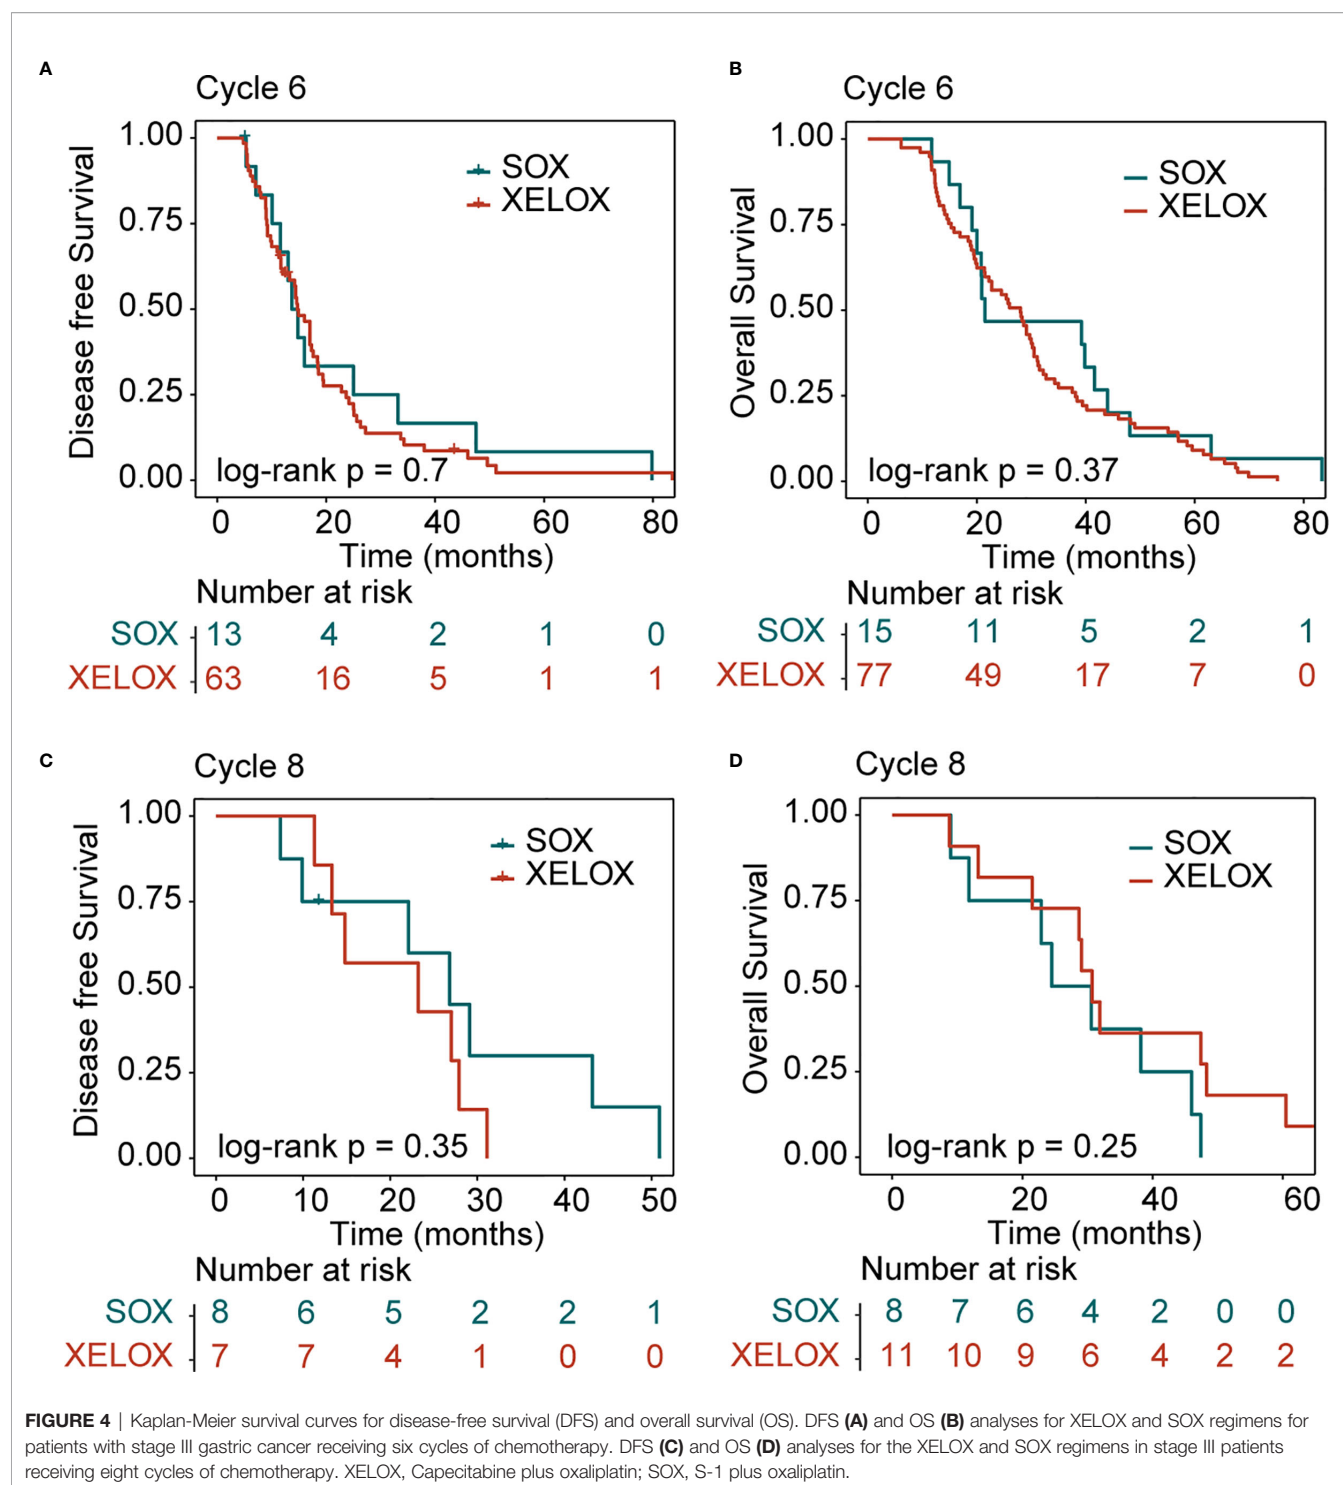 A
Cycle 6
Disease free Survival
1.00
0.75
0.50
0.25
0.00
SOX
XELOX
log-rank p = 0.7
0 20 40 60 80
Time (months)
Number at risk
SOX 13 4 2 1 0
XELOX 63 16 5 1 1
B
Cycle 6
Overall Survival
1.00
0.75
0.50
0.25
0.00
SOX
XELOX
log-rank p = 0.37
0 20 40 60 80
Time (months)
Number at risk
SOX 15 11 5 2 1
XELOX 77 49 17 7 0
C
Cycle 8
Disease free Survival
1.00
0.75
0.50
0.25
0.00
SOX
XELOX
log-rank p = 0.35
0 10 20 30 40 50
Time (months)
Number at risk
SOX 8 6 5 2 2 1
XELOX 7 7 4 1 0 0
D
Cycle 8
Overall Survival
1.00
0.75
0.50
0.25
0.00
SOX
XELOX
log-rank p = 0.25
0 20 40 60
Time (months)
Number at risk
SOX 8 7 6 4 2 0 0
XELOX 11 10 9 6 4 2 2
FIGURE 4 | Kaplan-Meier survival curves for disease-free survival (DFS) and overall survival (OS). DFS (A) and OS (B) analyses for XELOX and SOX regimens for
patients with stage III gastric cancer receiving six cycles of chemotherapy. DFS (C) and OS (D) analyses for the XELOX and SOX regimens in stage III patients
receiving eight cycles of chemotherapy. XELOX, Capecitabine plus oxaliplatin; SOX, S-1 plus oxaliplatin.